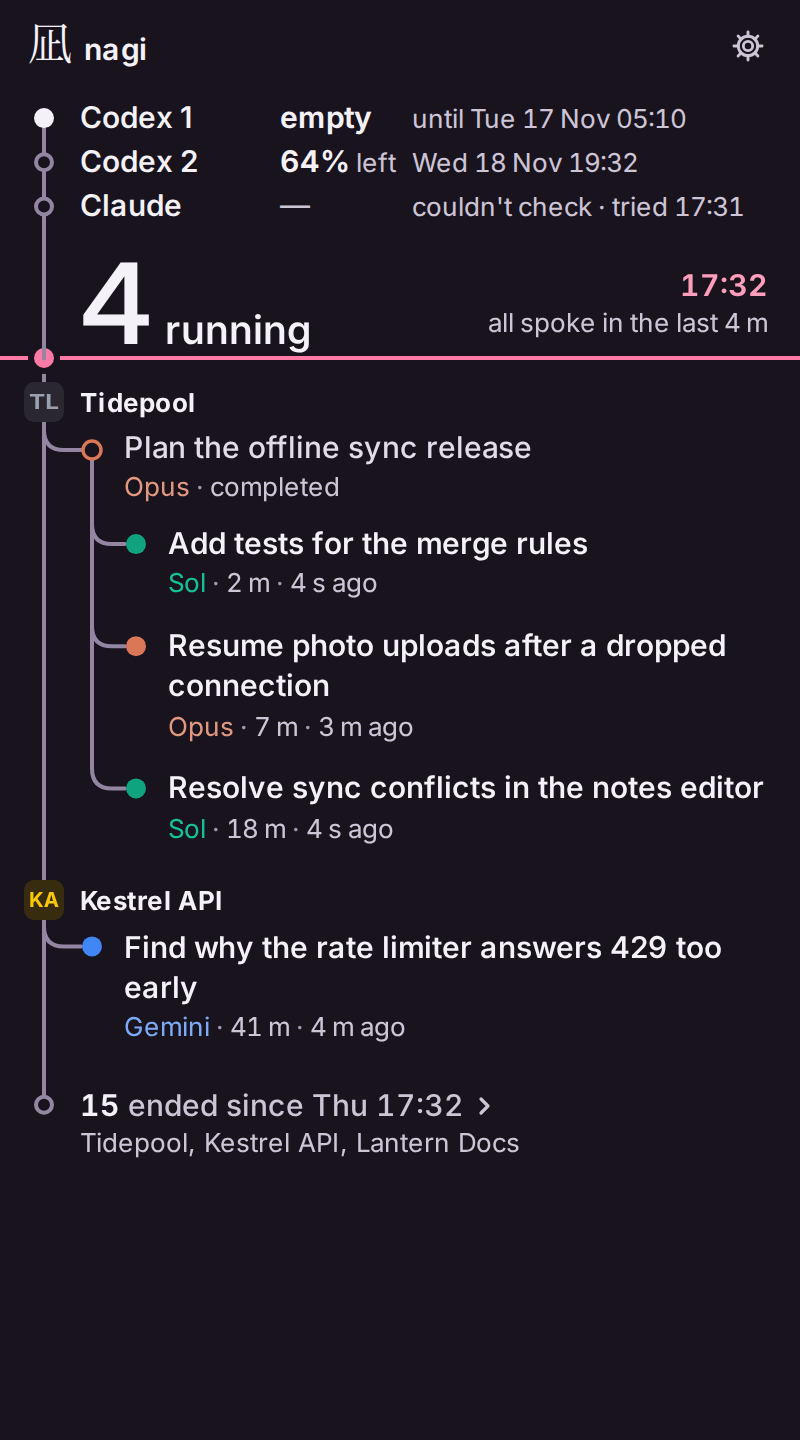 凪 nagi
Codex 1 empty until Tue 17 Nov 05:10
Codex 2 64% left Wed 18 Nov 19:32
Claude — couldn't check · tried 17:31
4 running
17:32
all spoke in the last 4 m
TL Tidepool
Plan the offline sync release
Opus · completed
Add tests for the merge rules
Sol · 2 m · 4 s ago
Resume photo uploads after a dropped
connection
Opus · 7 m · 3 m ago
Resolve sync conflicts in the notes editor
Sol · 18 m · 4 s ago
KA Kestrel API
Find why the rate limiter answers 429 too
early
Gemini · 41 m · 4 m ago
15 ended since Thu 17:32 >
Tidepool, Kestrel API, Lantern Docs